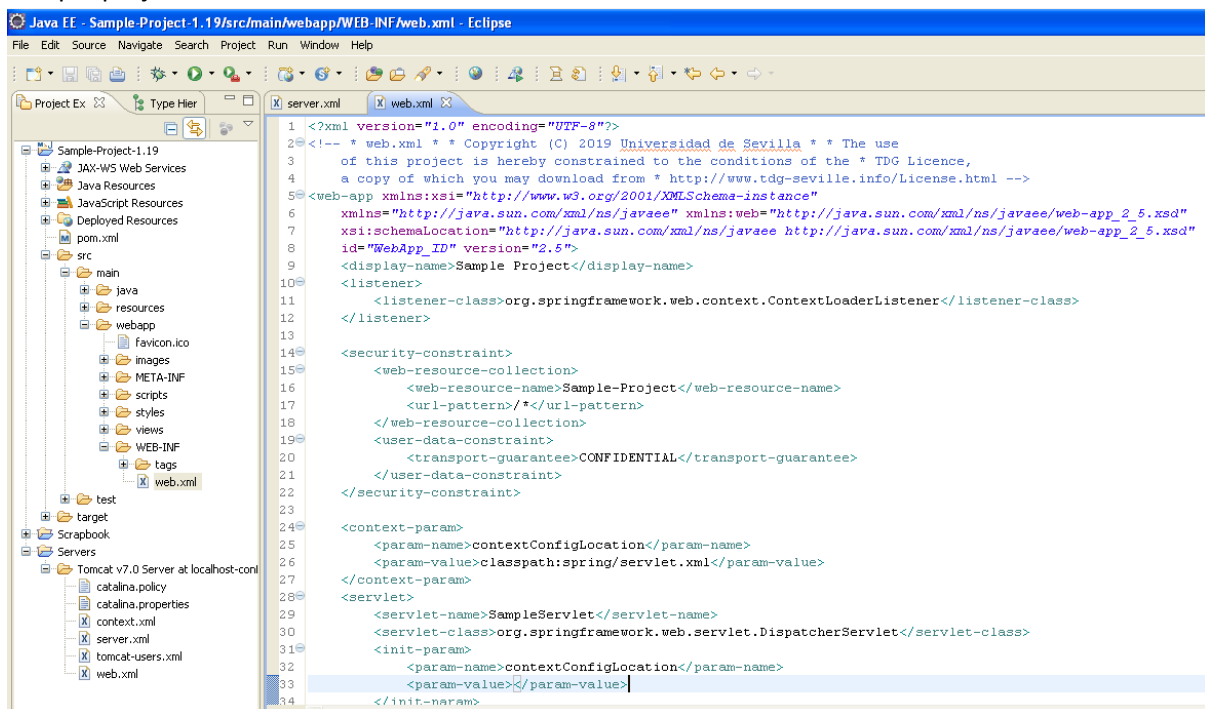 Java EE - Sample-Project-1.19/src/main/webapp/WEB-INF/web.xml - Eclipse
File Edit Source Navigate Search Project Run Window Help
Project Ex Type Hier
server.xml web.xml
Sample-Project-1.19
JAX-WS Web Services
Java Resources
JavaScript Resources
Deployed Resources
pom.xml
src
main
java
resources
webapp
favicon.ico
images
META-INF
scripts
styles
views
WEB-INF
tags
web.xml
test
target
Scrapbook
Servers
Tomcat v7.0 Server at localhost-conf
catalina.policy
catalina.properties
context.xml
server.xml
tomcat-users.xml
web.xml
1 <?xml version="1.0" encoding="UTF-8"?>
2 <!-- * web.xml * * Copyright (C) 2019 Universidad de Sevilla * * The use
3 of this project is hereby constrained to the conditions of the * TDG Licence,
4 a copy of which you may download from * http://www.tdg-seville.info/License.html -->
5 <web-app xmlns:xsi="http://www.w3.org/2001/XMLSchema-instance"
6 xmlns="http://java.sun.com/xml/ns/javaee" xmlns:web="http://java.sun.com/xml/ns/javaee/web-app_2_5.xsd"
7 xsi:schemaLocation="http://java.sun.com/xml/ns/javaee http://java.sun.com/xml/ns/javaee/web-app_2_5.xsd"
8 id="WebApp_ID" version="2.5">
9 <display-name>Sample Project</display-name>
10 <listener>
11 <listener-class>org.springframework.web.context.ContextLoaderListener</listener-class>
12 </listener>
13
14 <security-constraint>
15 <web-resource-collection>
16 <web-resource-name>Sample-Project</web-resource-name>
17 <url-pattern>/*</url-pattern>
18 </web-resource-collection>
19 <user-data-constraint>
20 <transport-guarantee>CONFIDENTIAL</transport-guarantee>
21 </user-data-constraint>
22 </security-constraint>
23
24 <context-param>
25 <param-name>contextConfigLocation</param-name>
26 <param-value>classpath:spring/servlet.xml</param-value>
27 </context-param>
28 <servlet>
29 <servlet-name>SampleServlet</servlet-name>
30 <servlet-class>org.springframework.web.servlet.DispatcherServlet</servlet-class>
31 <init-param>
32 <param-name>contextConfigLocation</param-name>
33 <param-value></param-value>
34 </init-param>